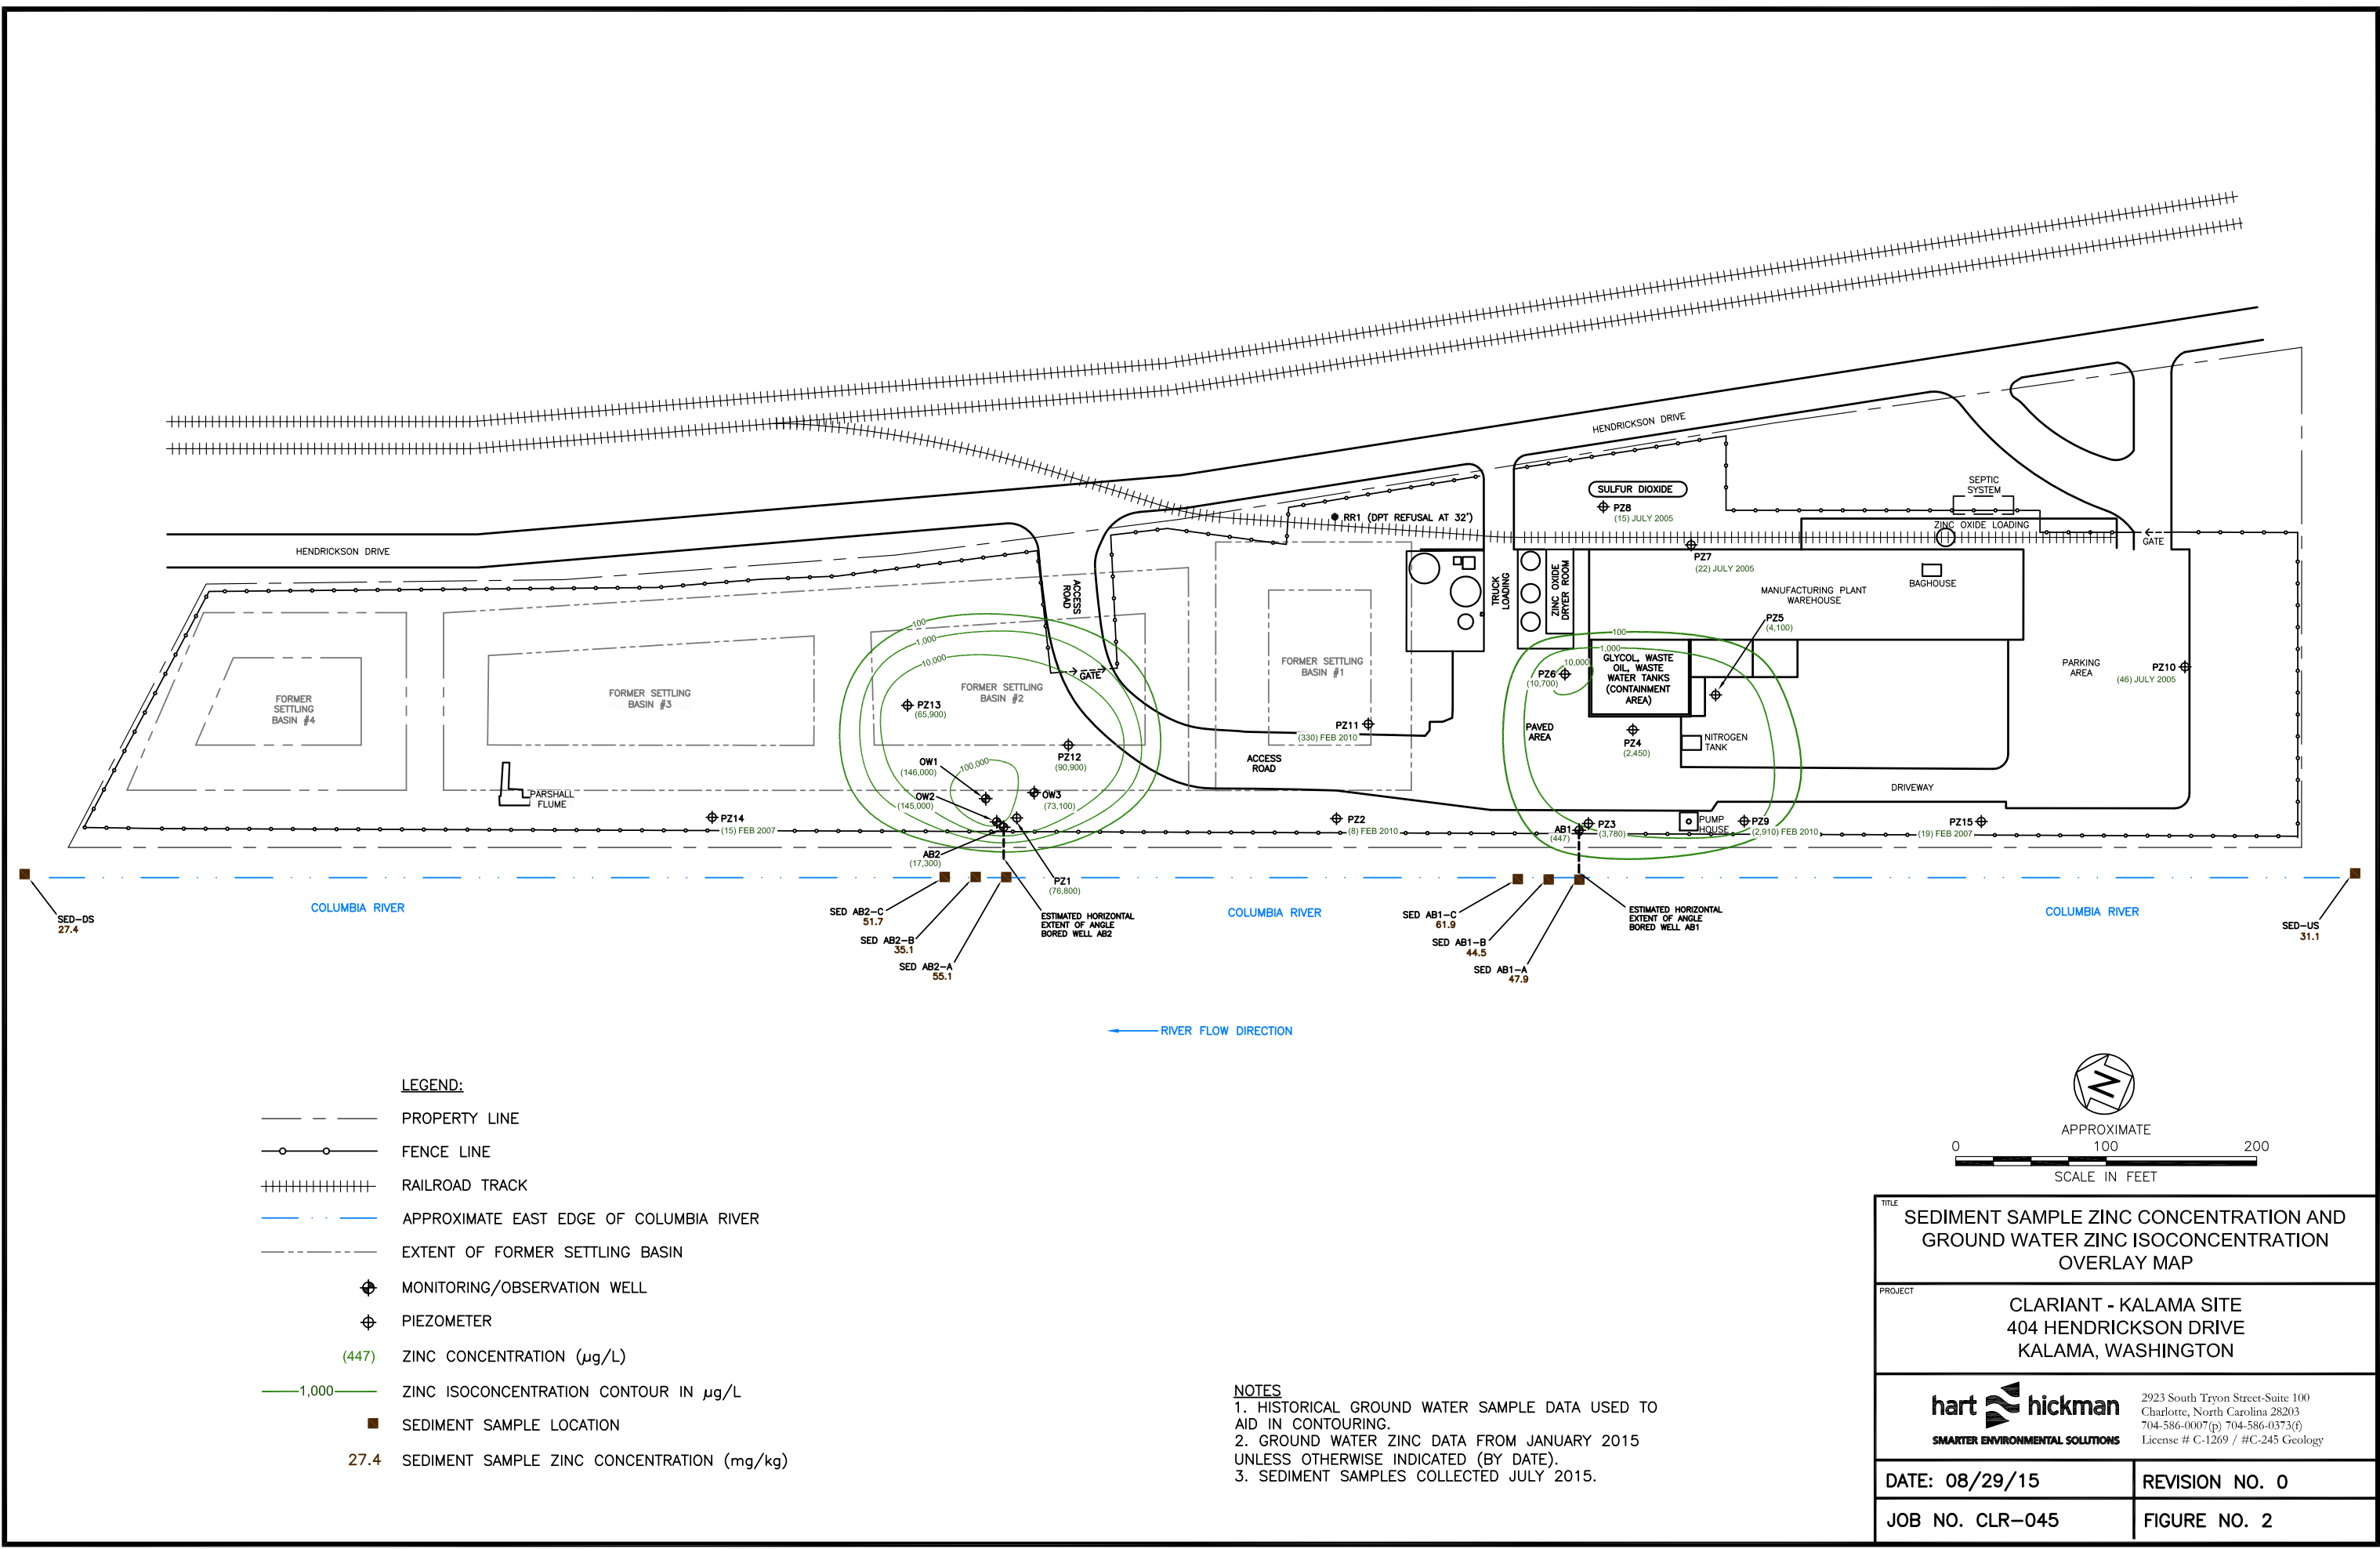 HENDRICKSON DRIVE
SEPTIC
SYSTEM
SULFUR DIOXIDE
PZ8
(15) JULY 2005
RR1 (DPT REFUSAL AT 32')
ZINC OXIDE LOADING
GATE
HENDRICKSON DRIVE
PZ7
(22) JULY 2005
BAGHOUSE
MANUFACTURING PLANT
WAREHOUSE
ACCESS
ROAD
TRUCK
LOADING
ZINC OXIDE
DRYER ROOM
PZ5
(4,100)
100
1,000
10,000
100
1,000
10,000
GLYCOL, WASTE
OIL, WASTE
WATER TANKS
(CONTAINMENT
AREA)
PZ6
(10,700)
PARKING
AREA
PZ10
(46) JULY 2005
FORMER SETTLING
BASIN #1
GATE
FORMER SETTLING
BASIN #2
FORMER SETTLING
BASIN #3
FORMER
SETTLING
BASIN #4
PZ13
(65,900)
PZ11
(330) FEB 2010
PAVED
AREA
PZ4
(2,450)
NITROGEN
TANK
PZ12
(90,900)
ACCESS
ROAD
OW1
(146,000)
100,000
DRIVEWAY
PARSHALL
FLUME
OW2
(145,000)
OW3
(73,100)
PZ14
(15) FEB 2007
PZ2
(8) FEB 2010
AB1
(447)
PZ3
(3,780)
PUMP
HOUSE
PZ9
(2,910) FEB 2010
PZ15
(19) FEB 2007
AB2
(17,300)
PZ1
(76,800)
COLUMBIA RIVER
COLUMBIA RIVER
COLUMBIA RIVER
SED-DS
27.4
SED AB2-C
51.7
SED AB2-B
35.1
SED AB2-A
55.1
ESTIMATED HORIZONTAL
EXTENT OF ANGLE
BORED WELL AB2
SED AB1-C
61.9
SED AB1-B
44.5
SED AB1-A
47.9
ESTIMATED HORIZONTAL
EXTENT OF ANGLE
BORED WELL AB1
SED-US
31.1
RIVER FLOW DIRECTION
LEGEND:
PROPERTY LINE
FENCE LINE
RAILROAD TRACK
APPROXIMATE EAST EDGE OF COLUMBIA RIVER
EXTENT OF FORMER SETTLING BASIN
MONITORING/OBSERVATION WELL
PIEZOMETER
(447) ZINC CONCENTRATION (µg/L)
1,000 ZINC ISOCONCENTRATION CONTOUR IN µg/L
SEDIMENT SAMPLE LOCATION
27.4 SEDIMENT SAMPLE ZINC CONCENTRATION (mg/kg)
NOTES
1. HISTORICAL GROUND WATER SAMPLE DATA USED TO
AID IN CONTOURING.
2. GROUND WATER ZINC DATA FROM JANUARY 2015
UNLESS OTHERWISE INDICATED (BY DATE).
3. SEDIMENT SAMPLES COLLECTED JULY 2015.
N
APPROXIMATE
0 100 200
SCALE IN FEET
TITLE
SEDIMENT SAMPLE ZINC CONCENTRATION AND
GROUND WATER ZINC ISOCONCENTRATION
OVERLAY MAP
PROJECT
CLARIANT - KALAMA SITE
404 HENDRICKSON DRIVE
KALAMA, WASHINGTON
hart hickman
SMARTER ENVIRONMENTAL SOLUTIONS
2923 South Tryon Street-Suite 100
Charlotte, North Carolina 28203
704-586-0007(p) 704-586-0373(f)
License # C-1269 / #C-245 Geology
DATE: 08/29/15
REVISION NO. 0
JOB NO. CLR-045
FIGURE NO. 2